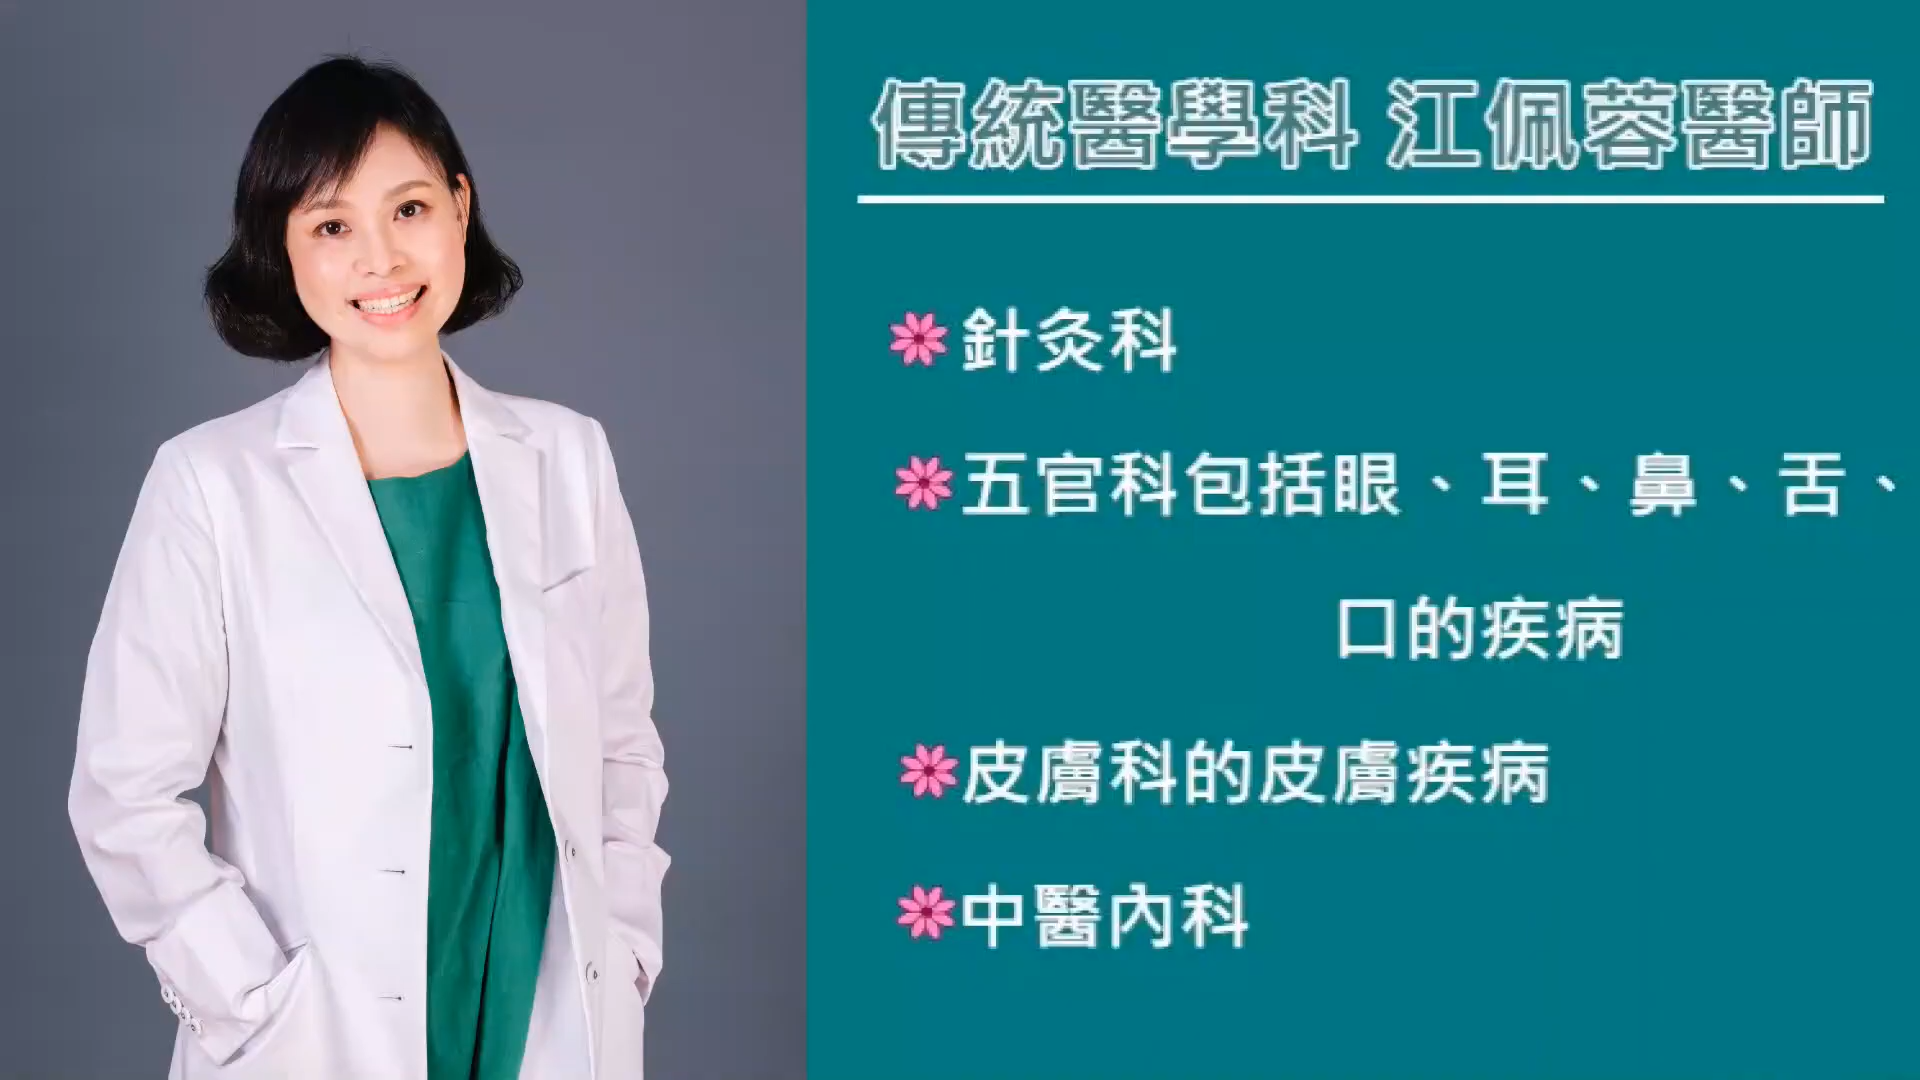 傳統醫學科 江佩蓉醫師
針灸科
五官科包括眼、耳、鼻、舌、
口的疾病
皮膚科的皮膚疾病
中醫內科